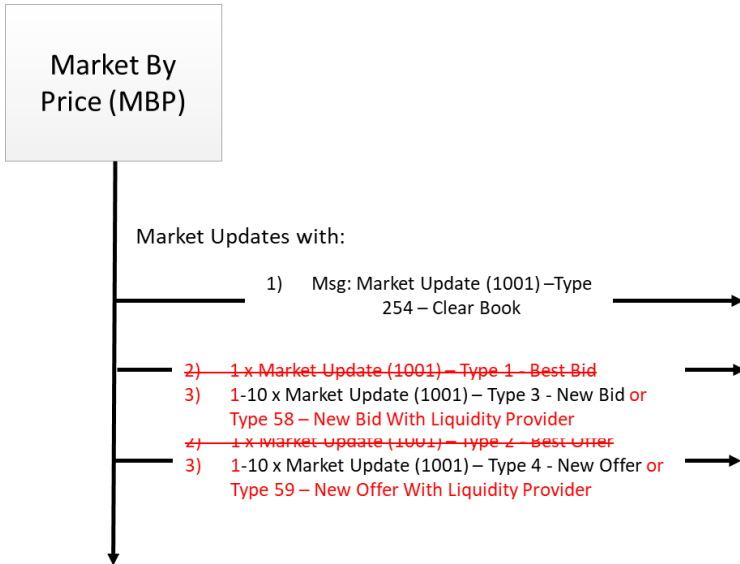 Market By
Price (MBP)
Market Updates with:
1) Msg: Market Update (1001) –Type
254 – Clear Book
2) 1 x Market Update (1001) – Type 1 - Best Bid
3) 1-10 x Market Update (1001) – Type 3 - New Bid or
Type 58 – New Bid With Liquidity Provider
2) 1 x Market Update (1001) – Type 2 - Best Offer
3) 1-10 x Market Update (1001) – Type 4 - New Offer or
Type 59 – New Offer With Liquidity Provider